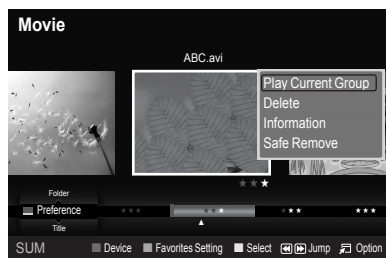 Movie
ABC.avi
Play Current Group
Delete
Information
Safe Remove
Folder
Preference
Title
SUM Device Favorites Setting Select Jump Option